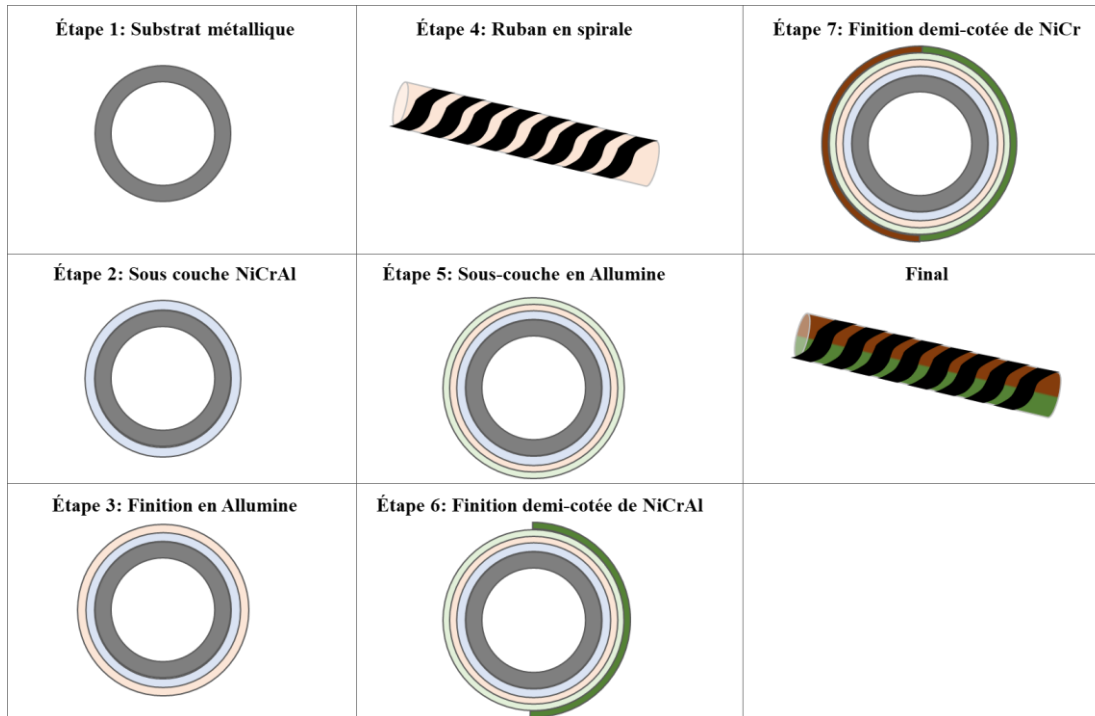 Étape 1: Substrat métallique
Étape 2: Sous couche NiCrAl
Étape 3: Finition en Allumine
Étape 4: Ruban en spirale
Étape 5: Sous-couche en Allumine
Étape 6: Finition demi-cotée de NiCrAl
Étape 7: Finition demi-cotée de NiCr
Final